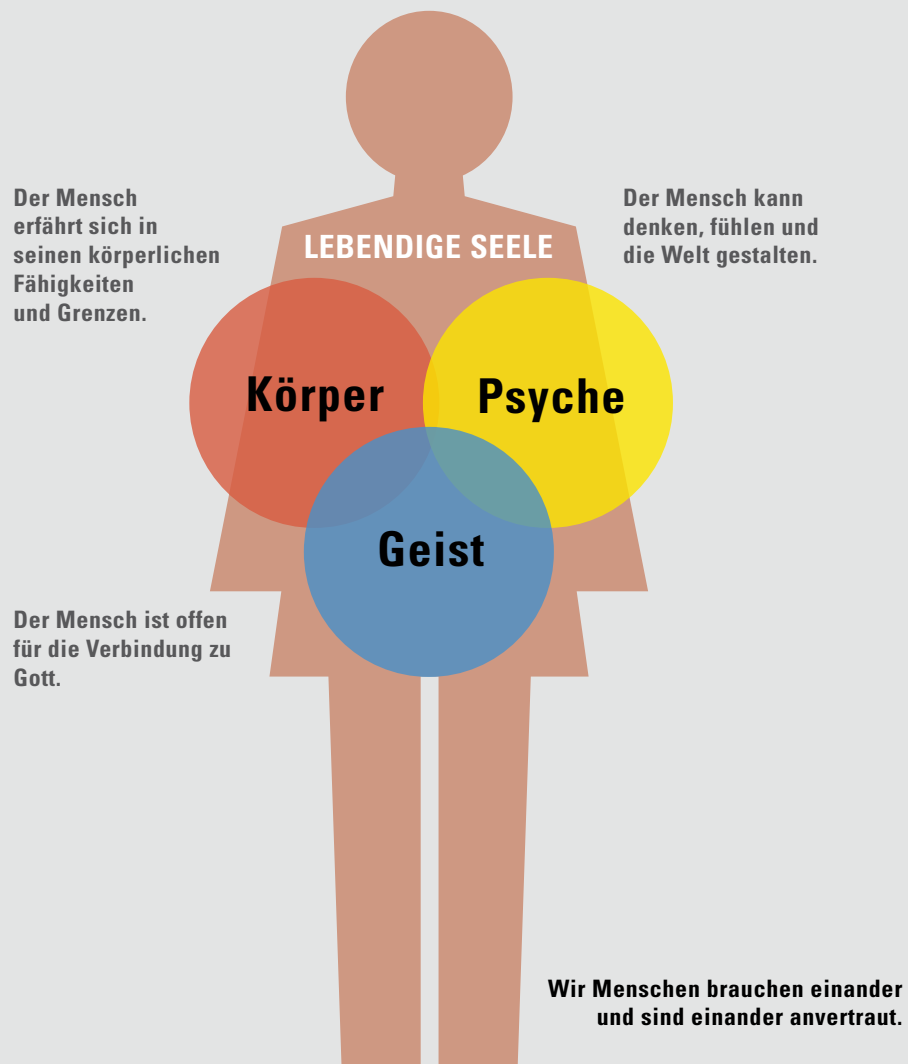 Der Mensch
erfährt sich in
seinen körperlichen
Fähigkeiten
und Grenzen.
Der Mensch kann
denken, fühlen und
die Welt gestalten.
LEBENDIGE SEELE
Körper
Psyche
Geist
Der Mensch ist offen
für die Verbindung zu
Gott.
Wir Menschen brauchen einander
und sind einander anvertraut.